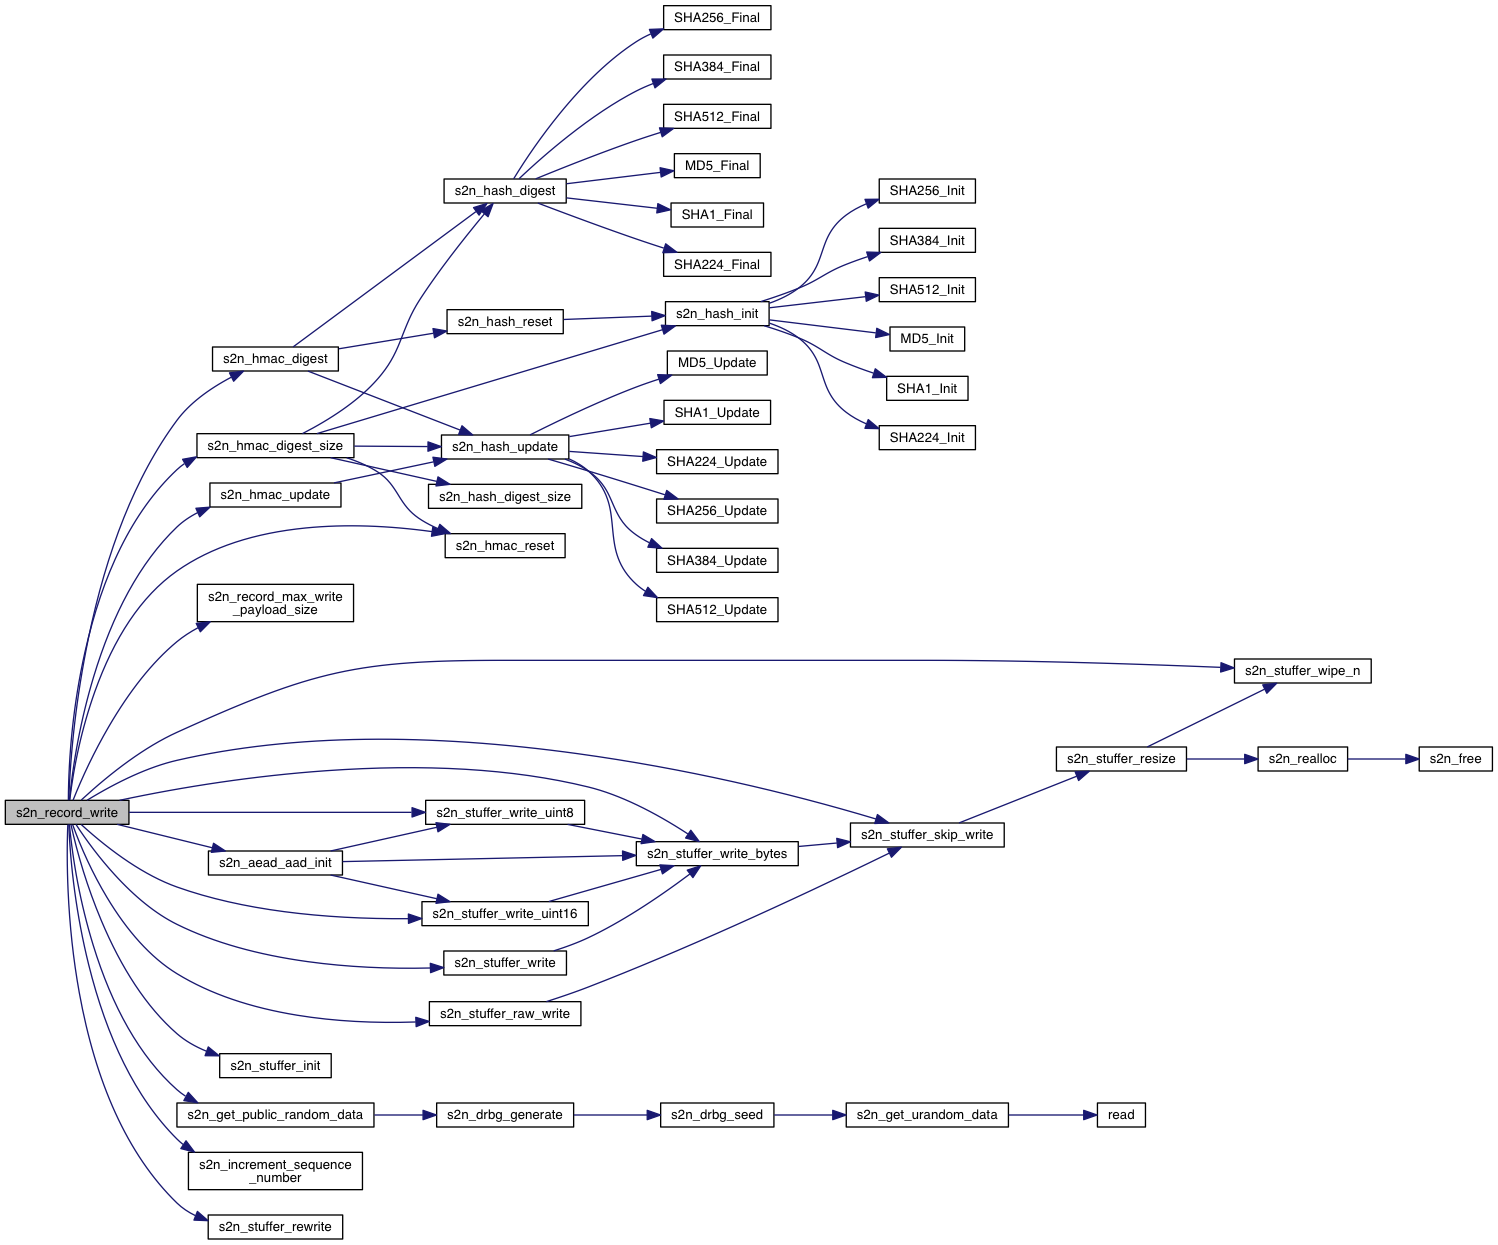 SHA256_Final
SHA384_Final
SHA512_Final
MD5_Final
s2n_hash_digest
SHA256_Init
SHA1_Final
SHA384_Init
SHA224_Final
SHA512_Init
s2n_hash_init
s2n_hash_reset
MD5_Init
s2n_hmac_digest
MD5_Update
SHA1_Init
SHA1_Update
SHA224_Init
s2n_hmac_digest_size
s2n_hash_update
SHA224_Update
s2n_hmac_update
s2n_hash_digest_size
SHA256_Update
s2n_hmac_reset
SHA384_Update
s2n_record_max_write
_payload_size
SHA512_Update
s2n_stuffer_wipe_n
s2n_stuffer_resize
s2n_realloc
s2n_free
s2n_record_write
s2n_stuffer_write_uint8
s2n_stuffer_skip_write
s2n_aead_aad_init
s2n_stuffer_write_bytes
s2n_stuffer_write_uint16
s2n_stuffer_write
s2n_stuffer_raw_write
s2n_stuffer_init
s2n_get_public_random_data
s2n_drbg_generate
s2n_drbg_seed
s2n_get_urandom_data
read
s2n_increment_sequence
_number
s2n_stuffer_rewrite